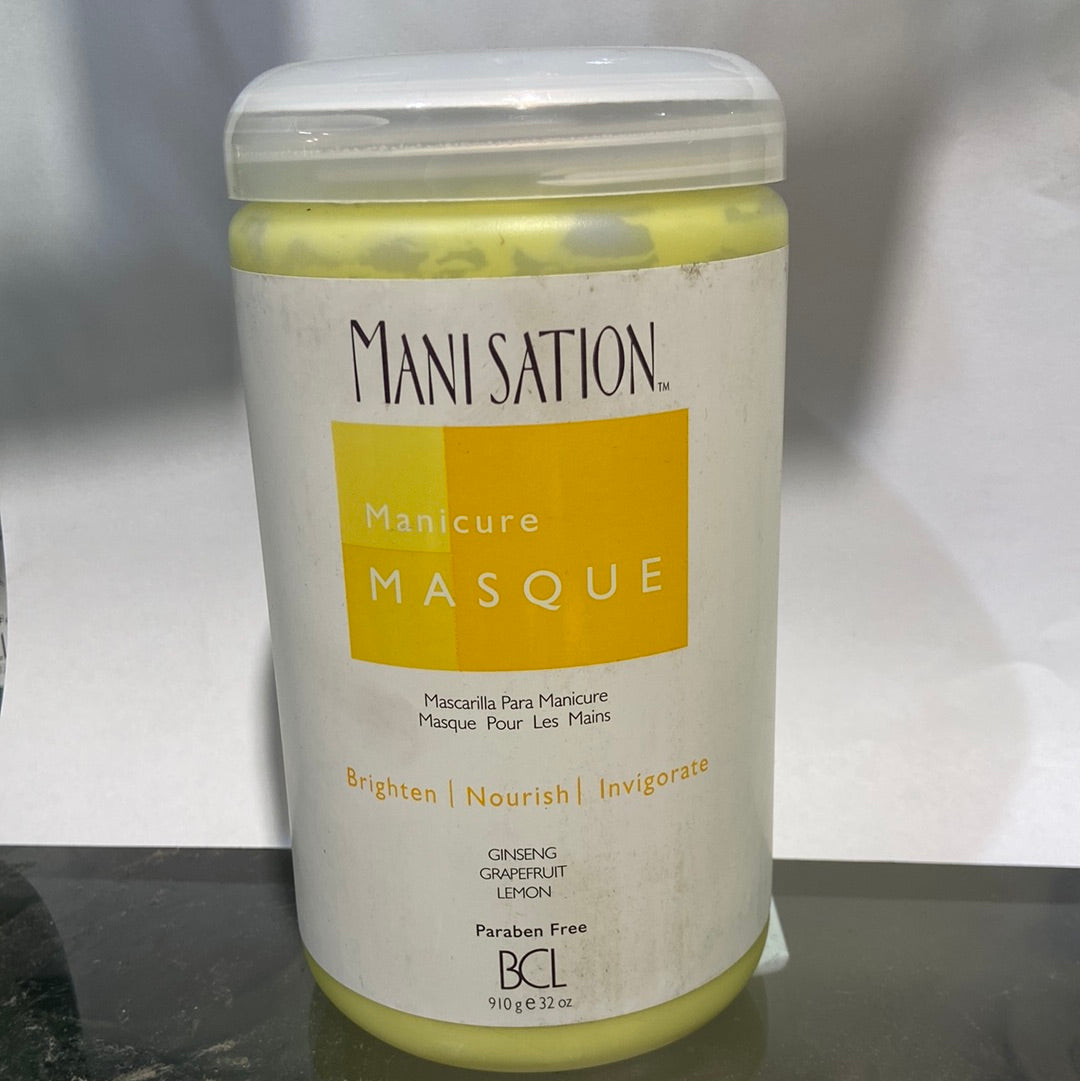 MANI SATION™
Manicure
MASQUE
Mascarilla Para Manicure
Masque Pour Les Mains
Brighten | Nourish | Invigorate
GINSENG
GRAPEFRUIT
LEMON
Paraben Free
BCL
910 g e 32 oz